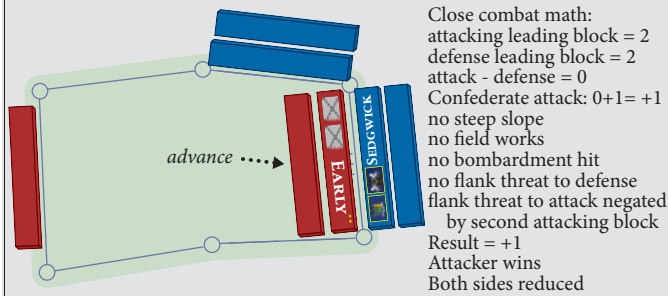 Close combat math:
attacking leading block = 2
defense leading block = 2
attack - defense = 0
Confederate attack: 0+1= +1
no steep slope
no field works
no bombardment hit
no flank threat to defense
flank threat to attack negated
by second attacking block
Result = +1
Attacker wins
Both sides reduced
advance
EARLY
SEDGWICK